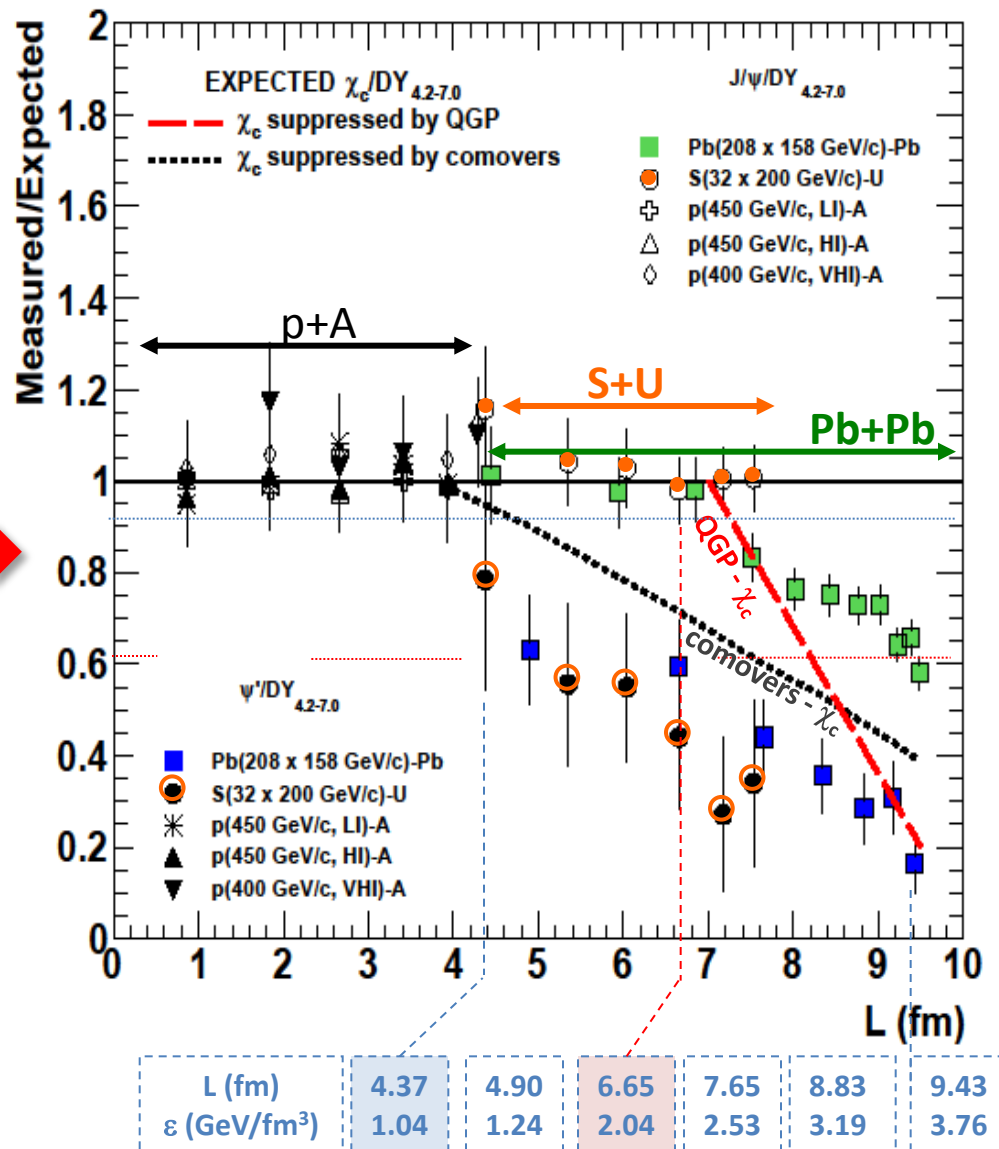 Measured/Expected
2
1.8
1.6
1.4
1.2
1
0.8
0.6
0.4
0.2
0
EXPECTED χc/DY4.2-7.0
χc suppressed by QGP
χc suppressed by comovers
J/ψ/DY4.2-7.0
Pb(208 x 158 GeV/c)-Pb
S(32 x 200 GeV/c)-U
p(450 GeV/c, LI)-A
p(450 GeV/c, HI)-A
p(400 GeV/c, VHI)-A
p+A
S+U
Pb+Pb
QGP - χc
comovers - χc
ψ'/DY4.2-7.0
Pb(208 x 158 GeV/c)-Pb
S(32 x 200 GeV/c)-U
p(450 GeV/c, LI)-A
p(450 GeV/c, HI)-A
p(400 GeV/c, VHI)-A
0 1 2 3 4 5 6 7 8 9 10
L (fm)
L (fm) 4.37 4.90 6.65 7.65 8.83 9.43
ε (GeV/fm³) 1.04 1.24 2.04 2.53 3.19 3.76